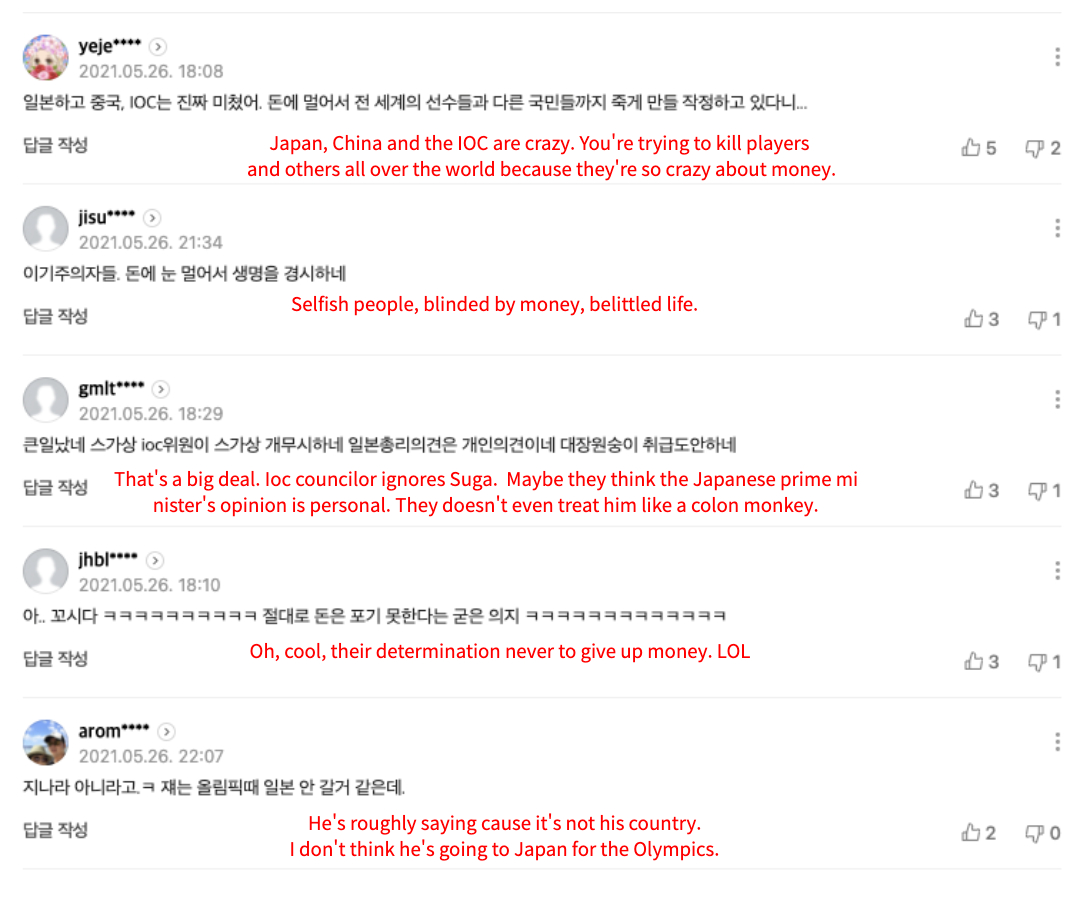 yeje****
2021.05.26. 18:08
일본하고 중국, IOC는 진짜 미쳤어. 돈에 멀어서 전 세계의 선수들과 다른 국민들까지 죽게 만들 작정하고 있다니...
답글 작성
5
2
Japan, China and the IOC are crazy. You're trying to kill players
and others all over the world because they're so crazy about money.
jisu****
2021.05.26. 21:34
이기주의자들. 돈에 눈 멀어서 생명을 경시하네
답글 작성
3
1
Selfish people, blinded by money, belittled life.
gmlt****
2021.05.26. 18:29
큰일났네 스가상 ioc위원이 스가상 개무시하네 일본총리의견은 개인의견이네 대장원숭이 취급도안하네
답글 작성
3
1
That's a big deal. Ioc councilor ignores Suga.  Maybe they think the Japanese prime mi
nister's opinion is personal. They doesn't even treat him like a colon monkey.
jhbl****
2021.05.26. 18:10
아.. 꼬시다 ㅋㅋㅋㅋㅋㅋㅋㅋㅋㅋ 절대로 돈은 포기 못한다는 굳은 의지 ㅋㅋㅋㅋㅋㅋㅋㅋㅋㅋㅋㅋㅋ
답글 작성
3
1
Oh, cool, their determination never to give up money. LOL
arom****
2021.05.26. 22:07
지나라 아니라고.ㅋ 쟤는 올림픽때 일본 안 갈거 같은데.
답글 작성
2
0
He's roughly saying cause it's not his country.
I don't think he's going to Japan for the Olympics.